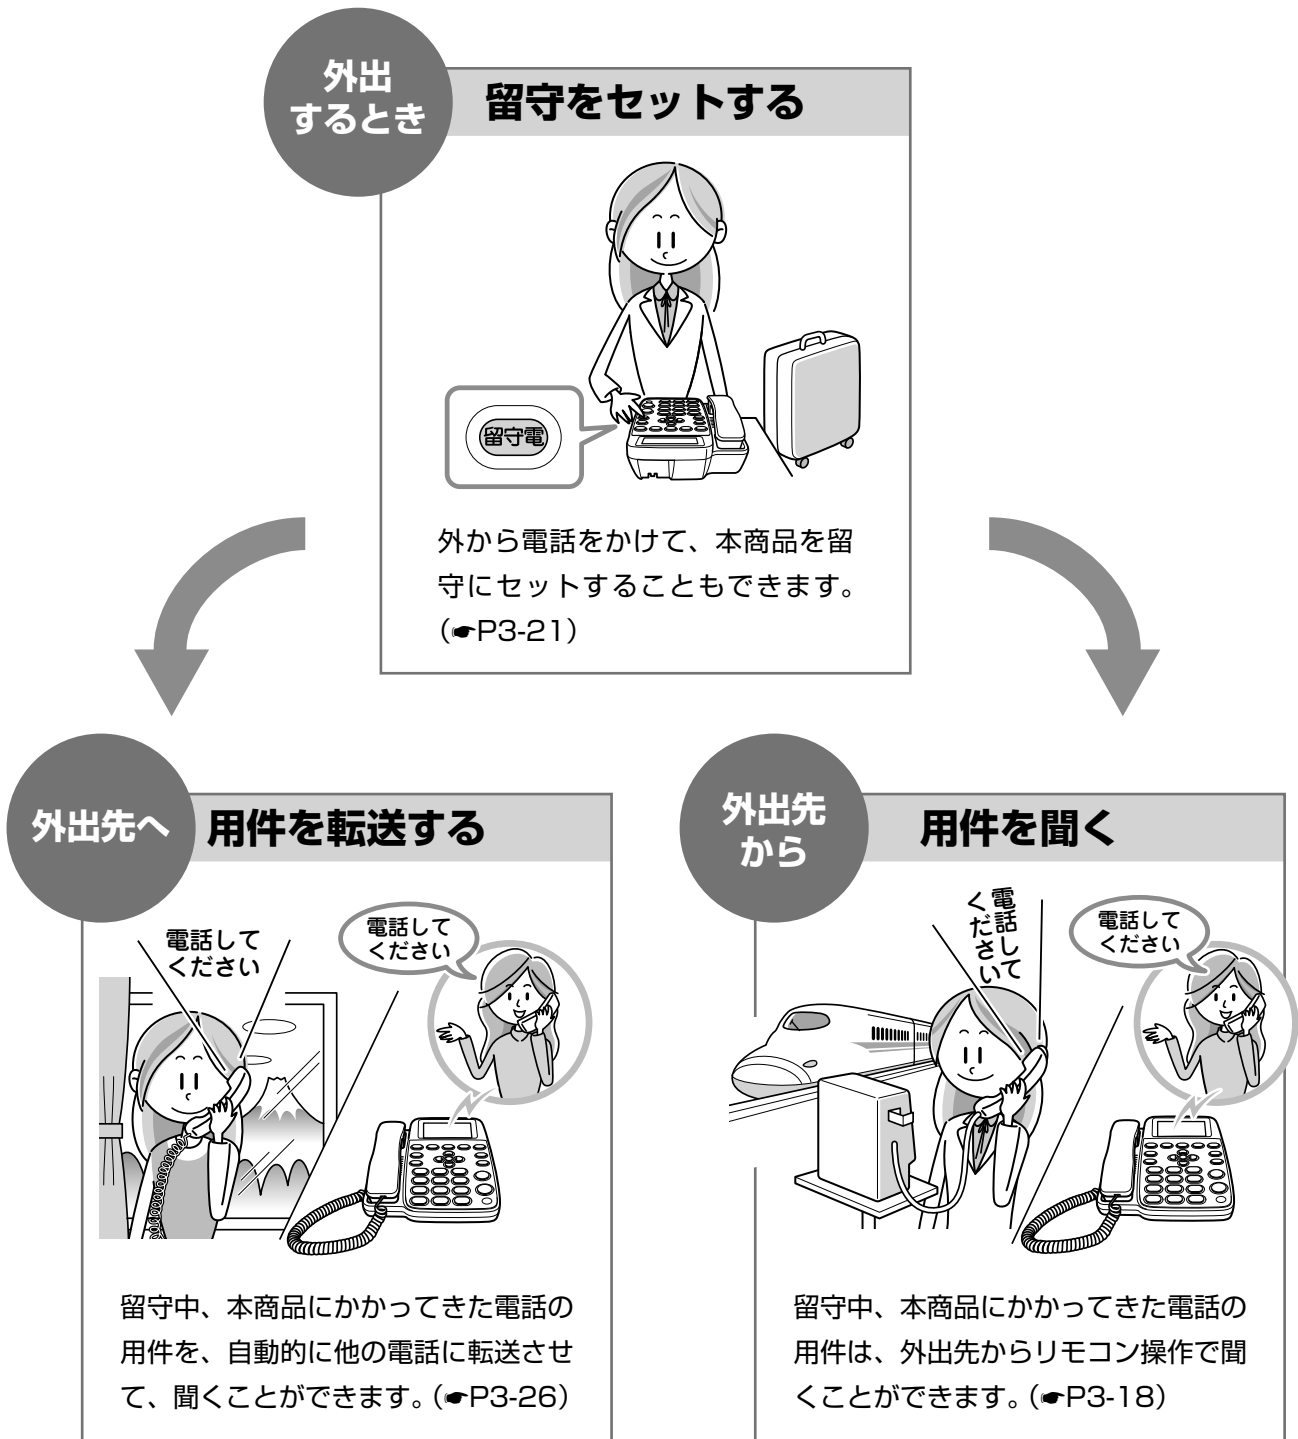 外出
するとき
留守をセットする
留守電
外から電話をかけて、本商品を留
守にセットすることもできます。
(☛P3-21)
外出先へ
用件を転送する
電話して
ください
電話して
ください
留守中、本商品にかかってきた電話の
用件を、自動的に他の電話に転送させ
て、聞くことができます。(☛P3-26)
外出先
から
用件を聞く
電話して
ください
電話して
ください
留守中、本商品にかかってきた電話の
用件は、外出先からリモコン操作で聞
くことができます。(☛P3-18)